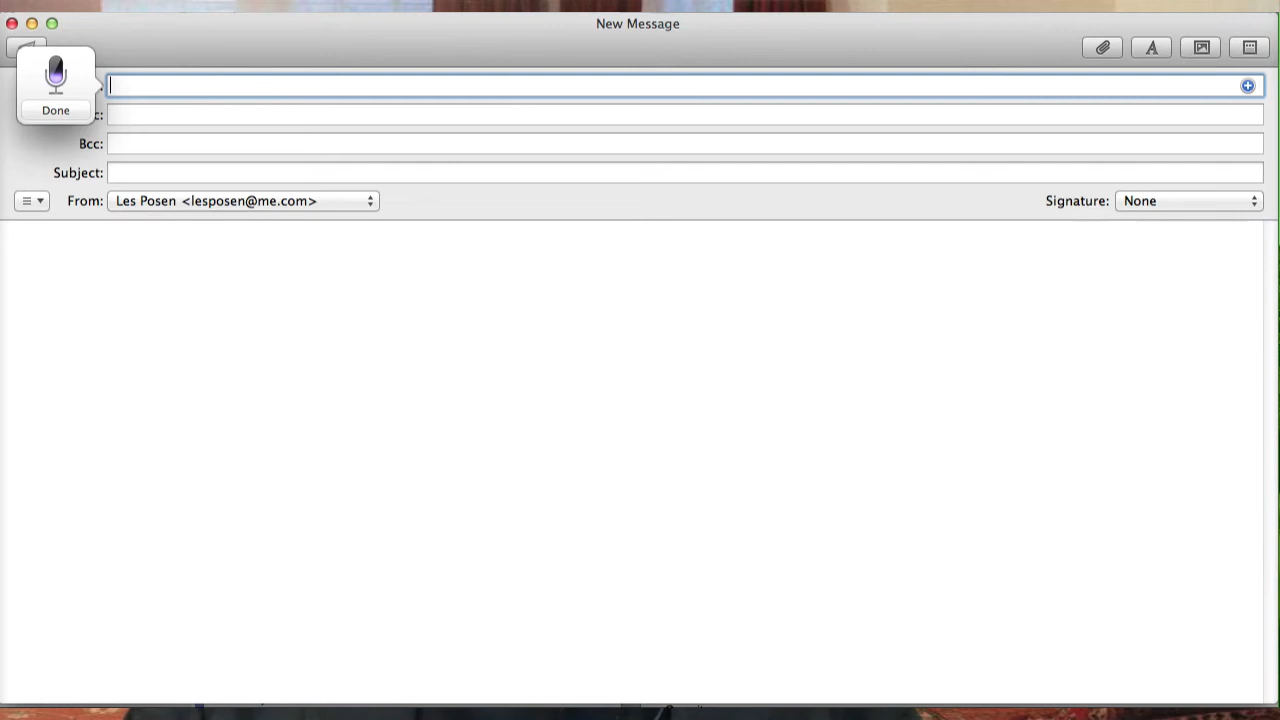 New Message
Done
c:
Bcc:
Subject:
From: Les Posen <lesposen@me.com> Signature: None